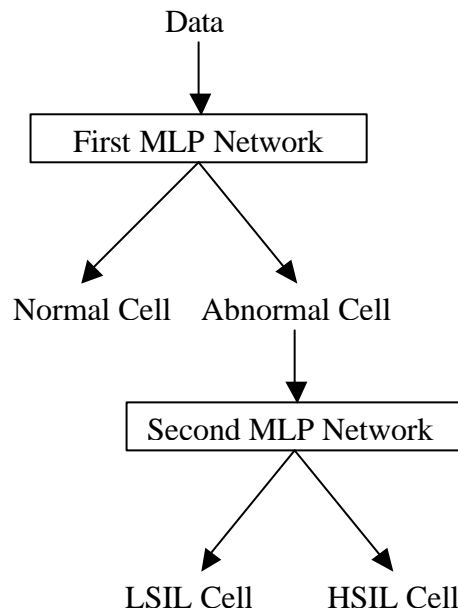 Data
First MLP Network
Normal Cell Abnormal Cell
Second MLP Network
LSIL Cell HSIL Cell